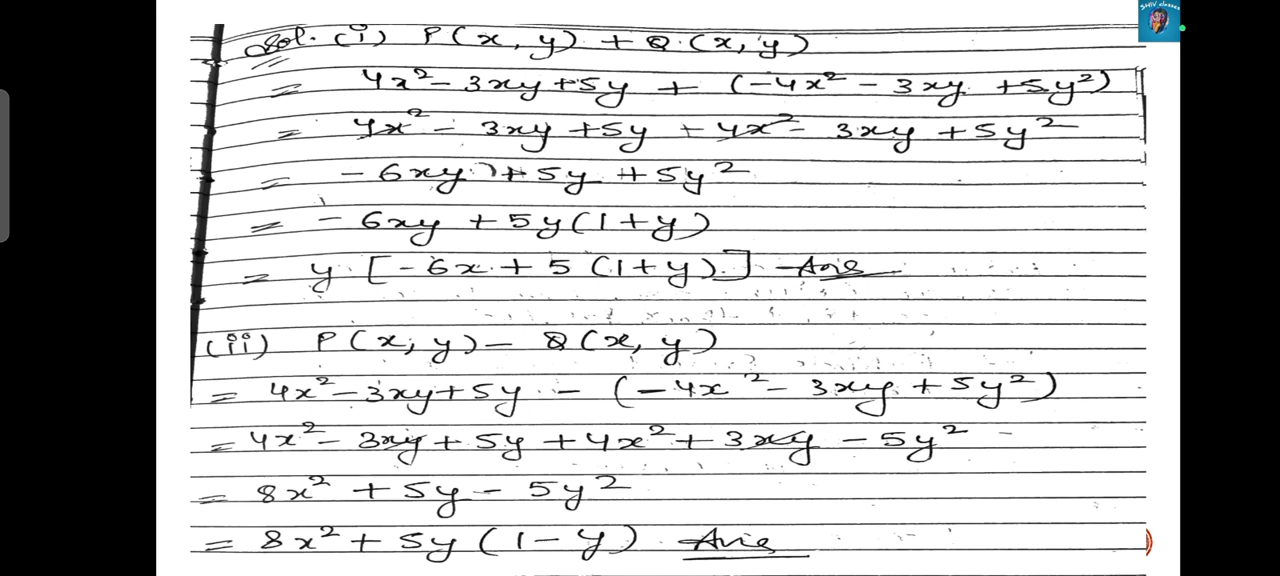 Sol. (i) P(x, y) + Q(x, y)
= 4x² - 3xy + 5y + (-4x² - 3xy + 5y²)
= 4x² - 3xy + 5y - 4x² - 3xy + 5y²
= - 6xy + 5y + 5y²
= - 6xy + 5y(1+y)
= y [-6x + 5(1+y)] Ans
(ii) P(x, y) - Q(x, y)
= 4x² - 3xy + 5y - (-4x² - 3xy + 5y²)
= 4x² - 3xy + 5y + 4x² + 3xy - 5y²
= 8x² + 5y - 5y²
= 8x² + 5y(1-y) Ans